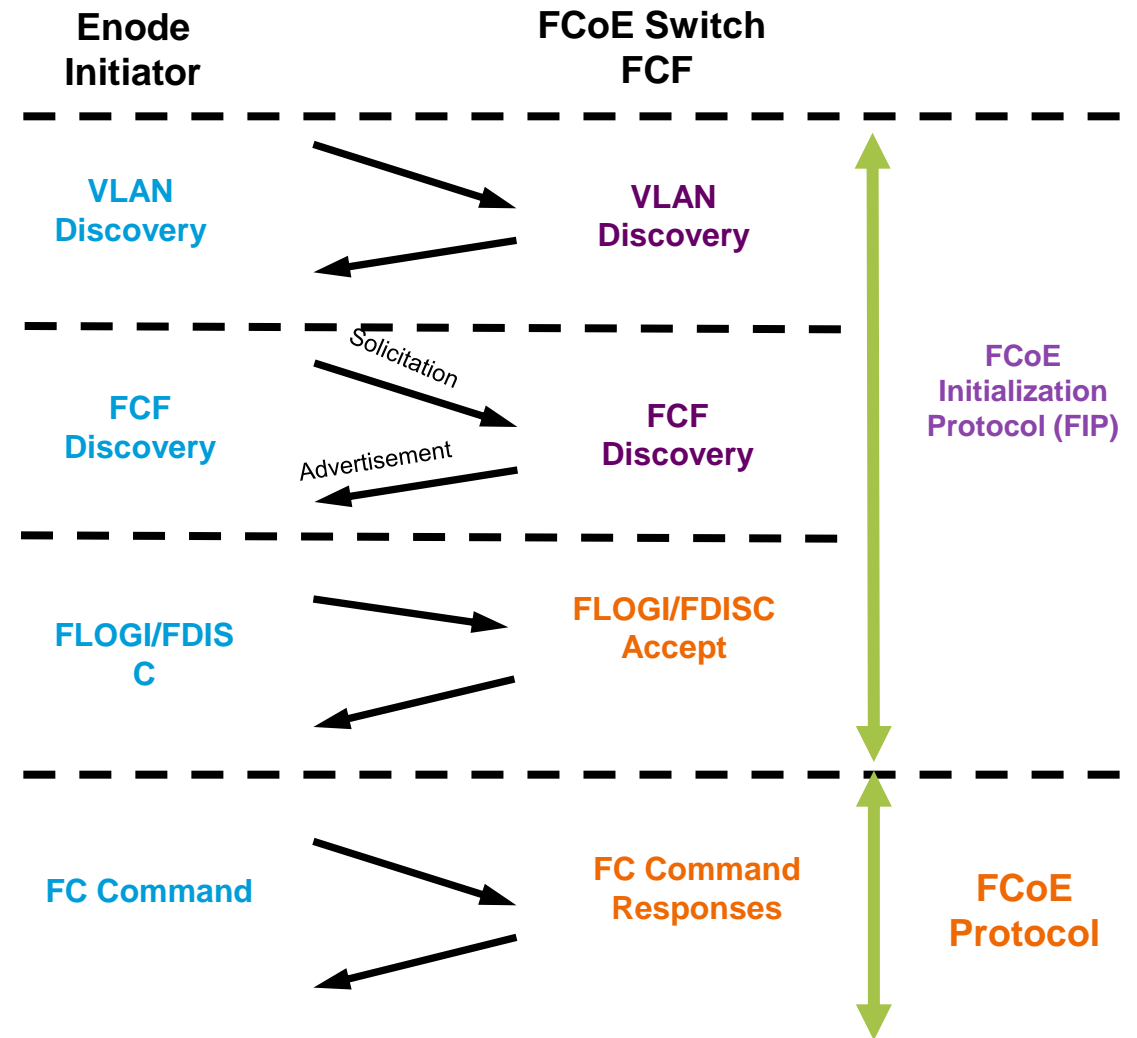 Enode
Initiator
FCoE Switch
FCF
VLAN
Discovery
VLAN
Discovery
Solicitation
FCF
Discovery
Advertisement
FCF
Discovery
FCoE
Initialization
Protocol (FIP)
FLOGI/FDIS
C
FLOGI/FDISC
Accept
FC Command
FC Command
Responses
FCoE
Protocol